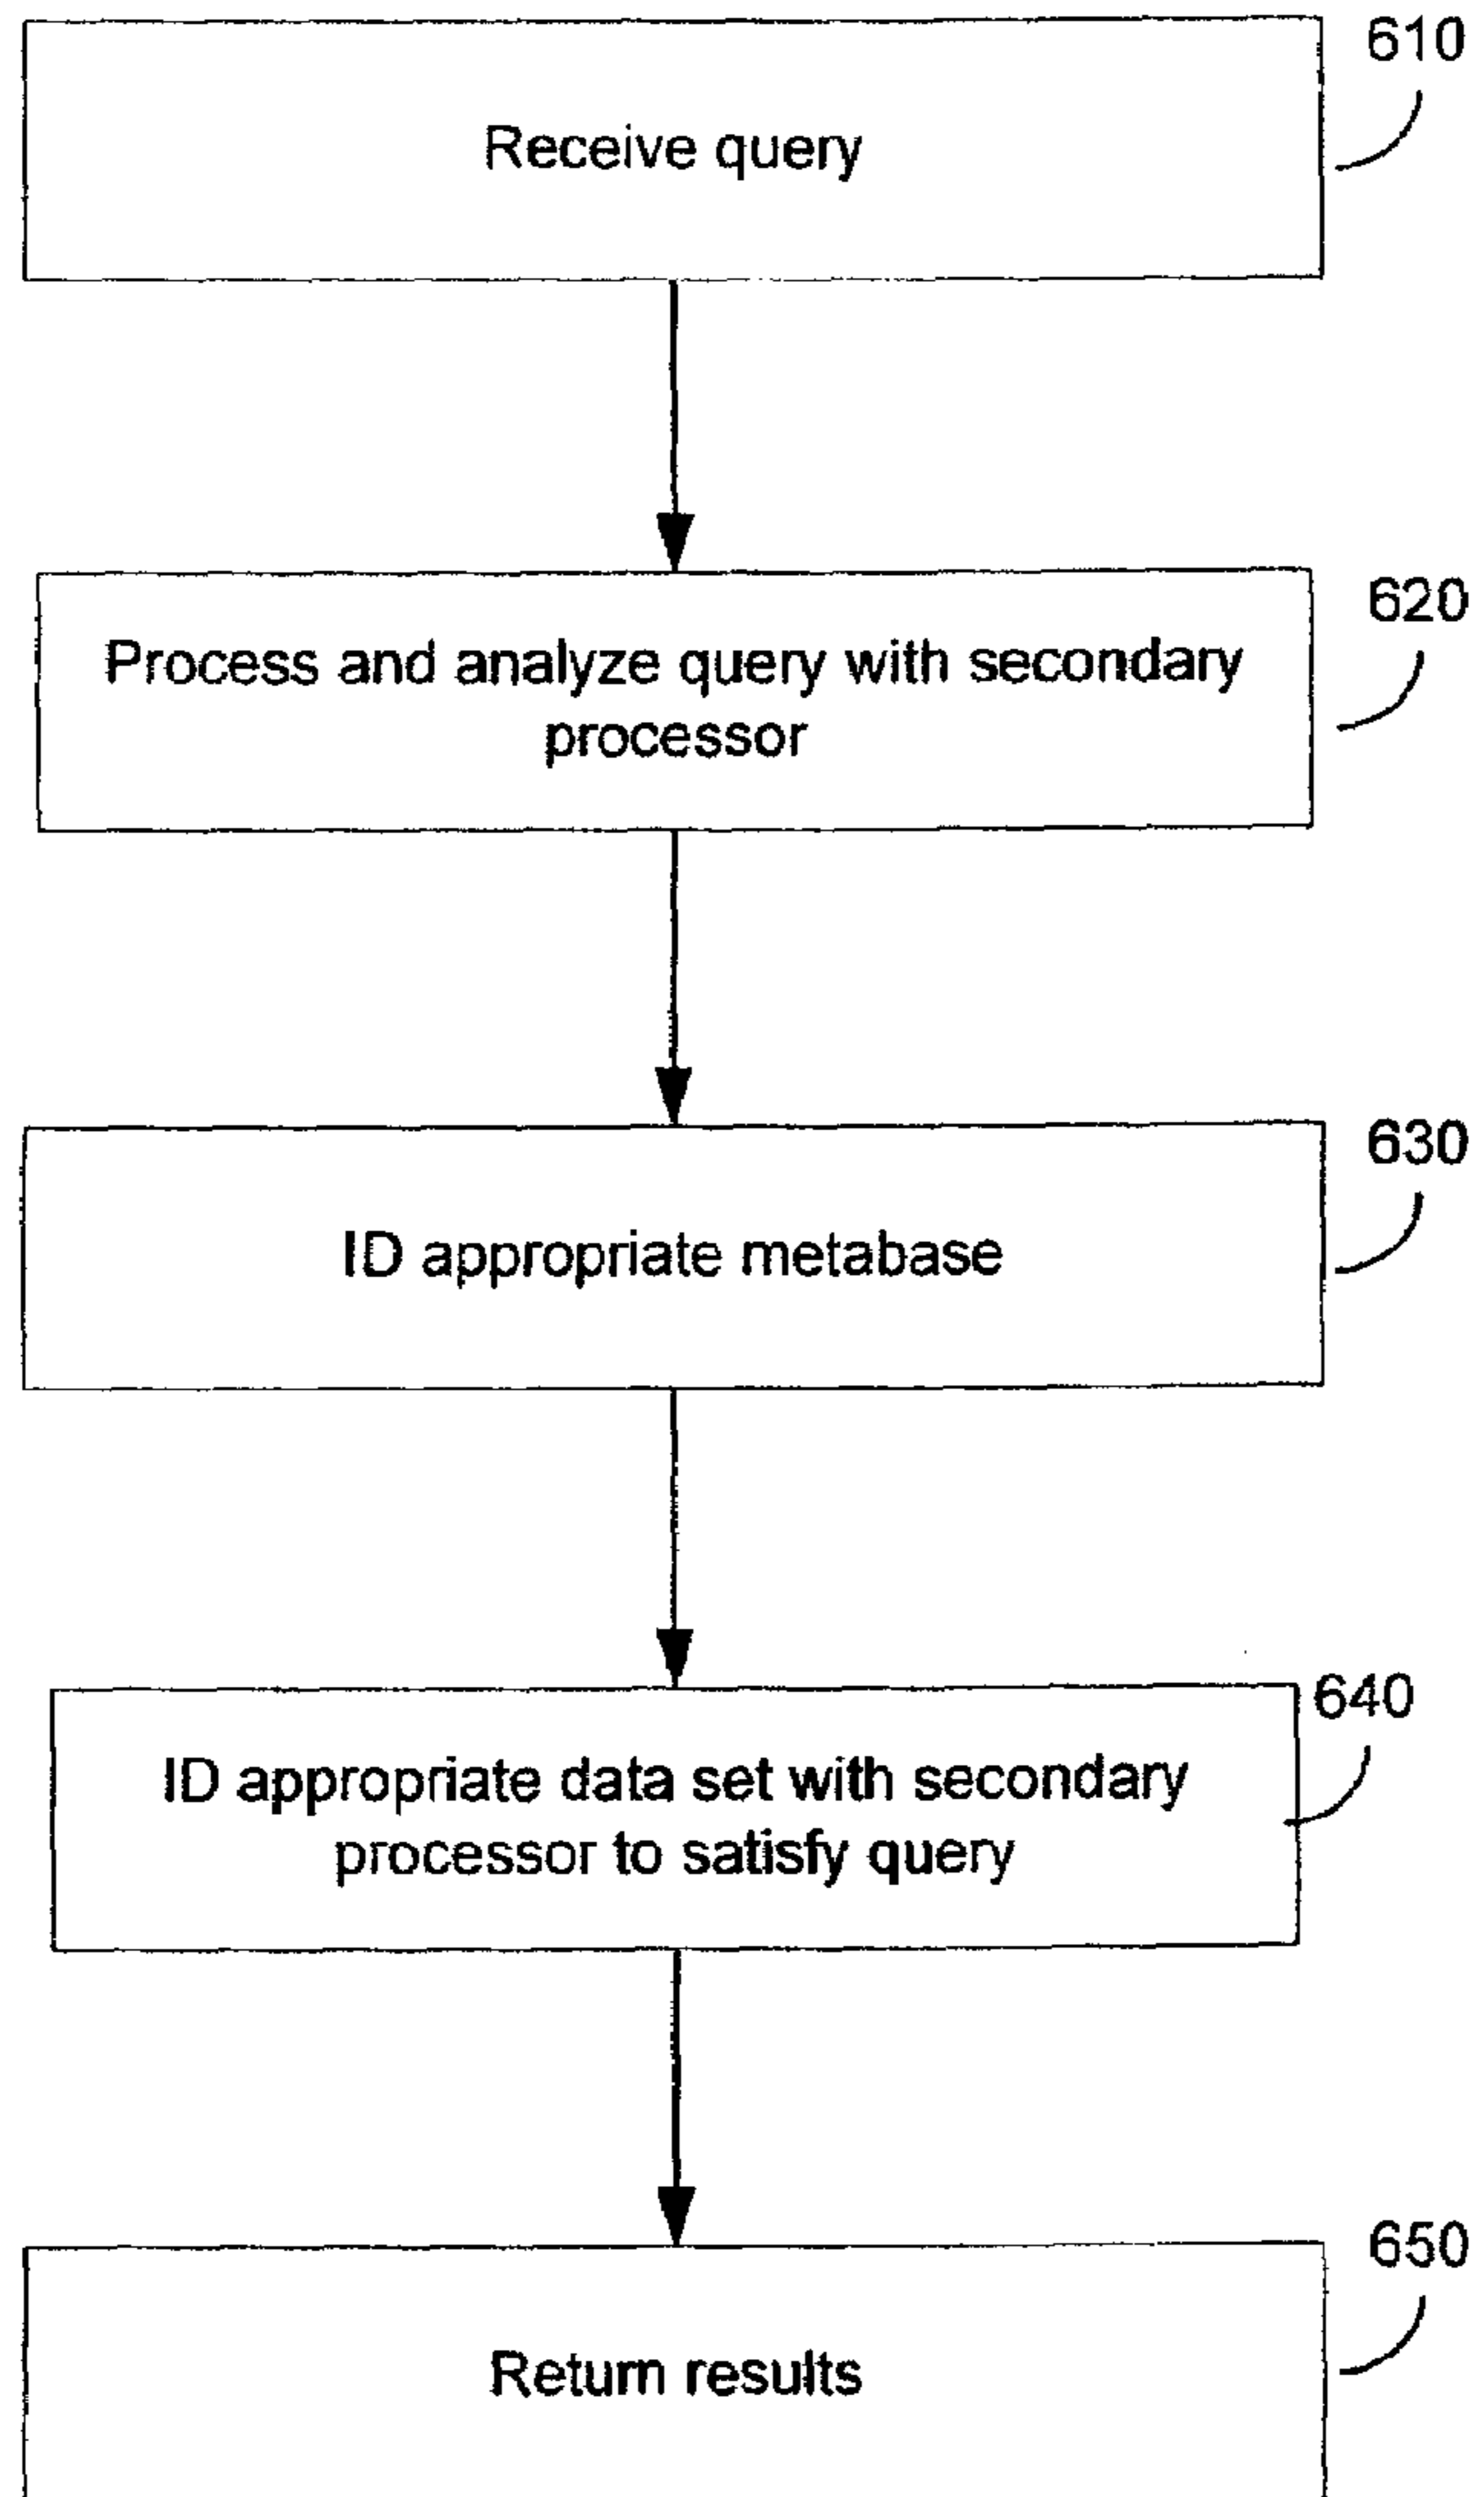 610
Receive query
620
Process and analyze query with secondary
processor
630
ID appropriate metabase
640
ID appropriate data set with secondary
processor to satisfy query
650
Return results